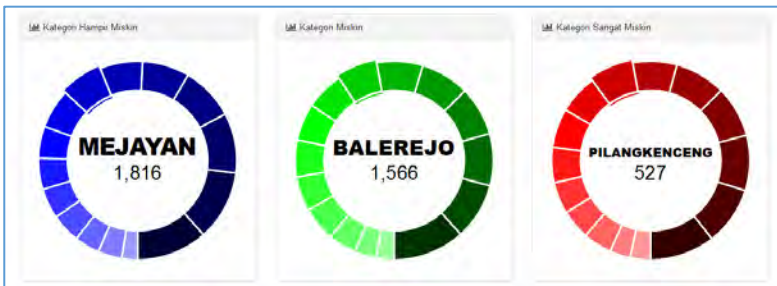 Kategori Hampir Miskin
MEJAYAN
1,816
Kategori Miskin
BALEREJO
1,566
Kategori Sangat Miskin
PILANGKENCENG
527